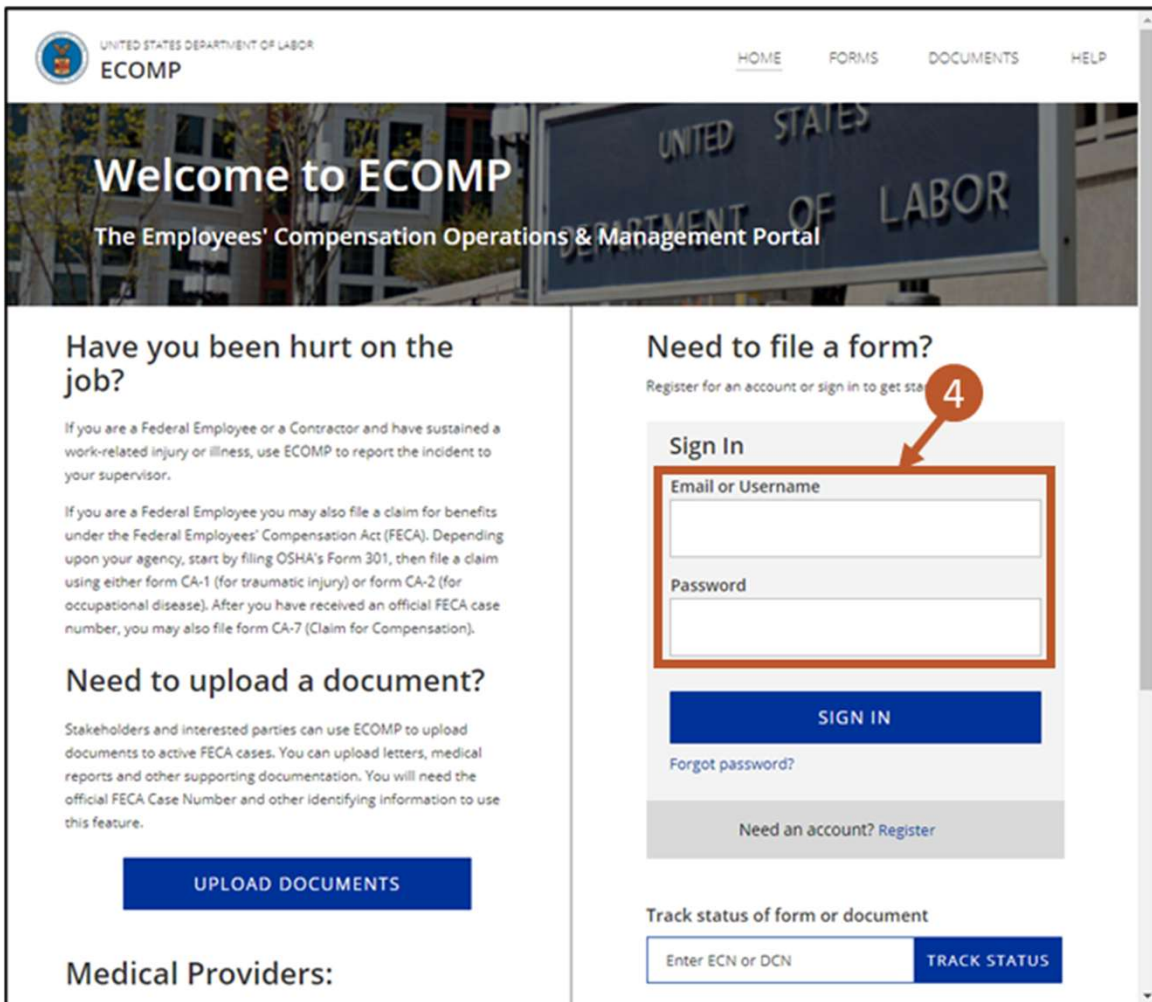 UNITED STATES DEPARTMENT OF LABOR
ECOMP
HOME FORMS DOCUMENTS HELP
UNITED STATES
DEPARTMENT OF LABOR
Welcome to ECOMP
The Employees' Compensation Operations & Management Portal
Have you been hurt on the
job?
If you are a Federal Employee or a Contractor and have sustained a
work-related injury or illness, use ECOMP to report the incident to
your supervisor.
If you are a Federal Employee you may also file a claim for benefits
under the Federal Employees' Compensation Act (FECA). Depending
upon your agency, start by filing OSHA's Form 301, then file a claim
using either form CA-1 (for traumatic injury) or form CA-2 (for
occupational disease). After you have received an official FECA case
number, you may also file form CA-7 (Claim for Compensation).
Need to upload a document?
Stakeholders and interested parties can use ECOMP to upload
documents to active FECA cases. You can upload letters, medical
reports and other supporting documentation. You will need the
official FECA Case Number and other identifying information to use
this feature.
UPLOAD DOCUMENTS
Medical Providers:
Need to file a form?
Register for an account or sign in to get
4
Sign In
Email or Username
Password
SIGN IN
Forgot password?
Need an account? Register
Track status of form or document
Enter ECN or DCN TRACK STATUS